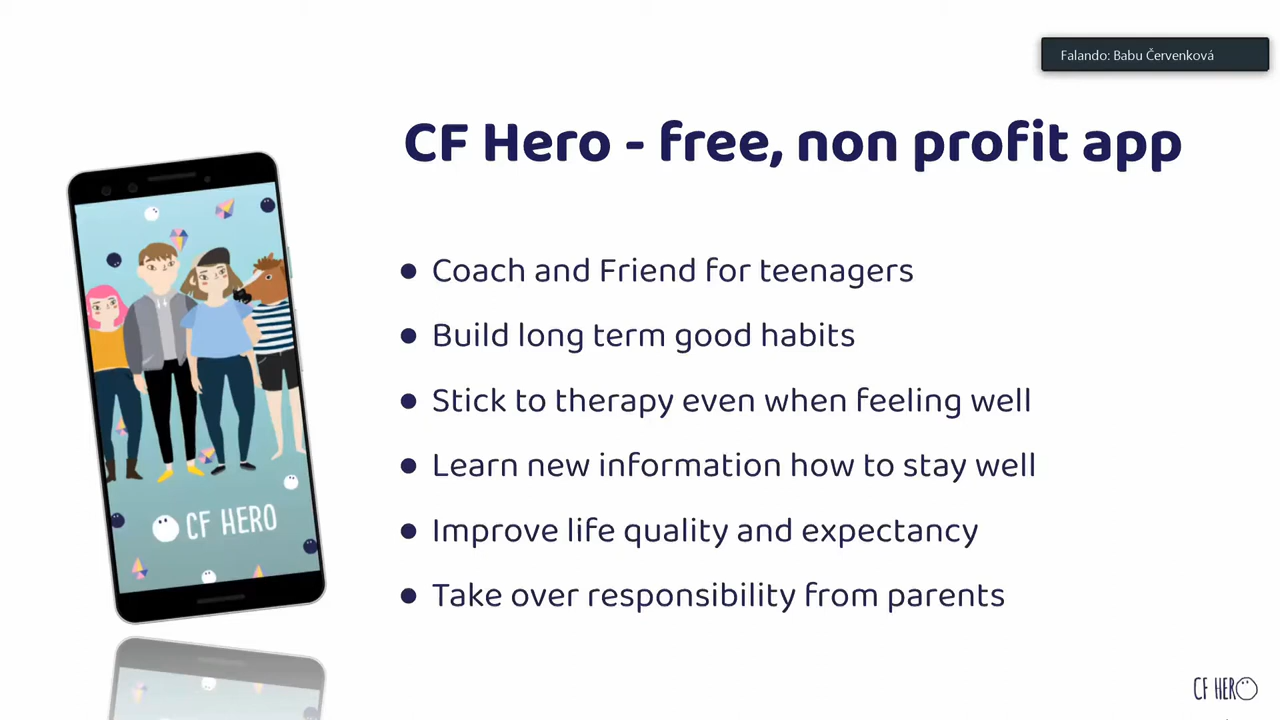 Falando: Babu Červenková
CF Hero - free, non profit app
● Coach and Friend for teenagers
● Build long term good habits
● Stick to therapy even when feeling well
● Learn new information how to stay well
● Improve life quality and expectancy
● Take over responsibility from parents
CF HERO
CF HERO